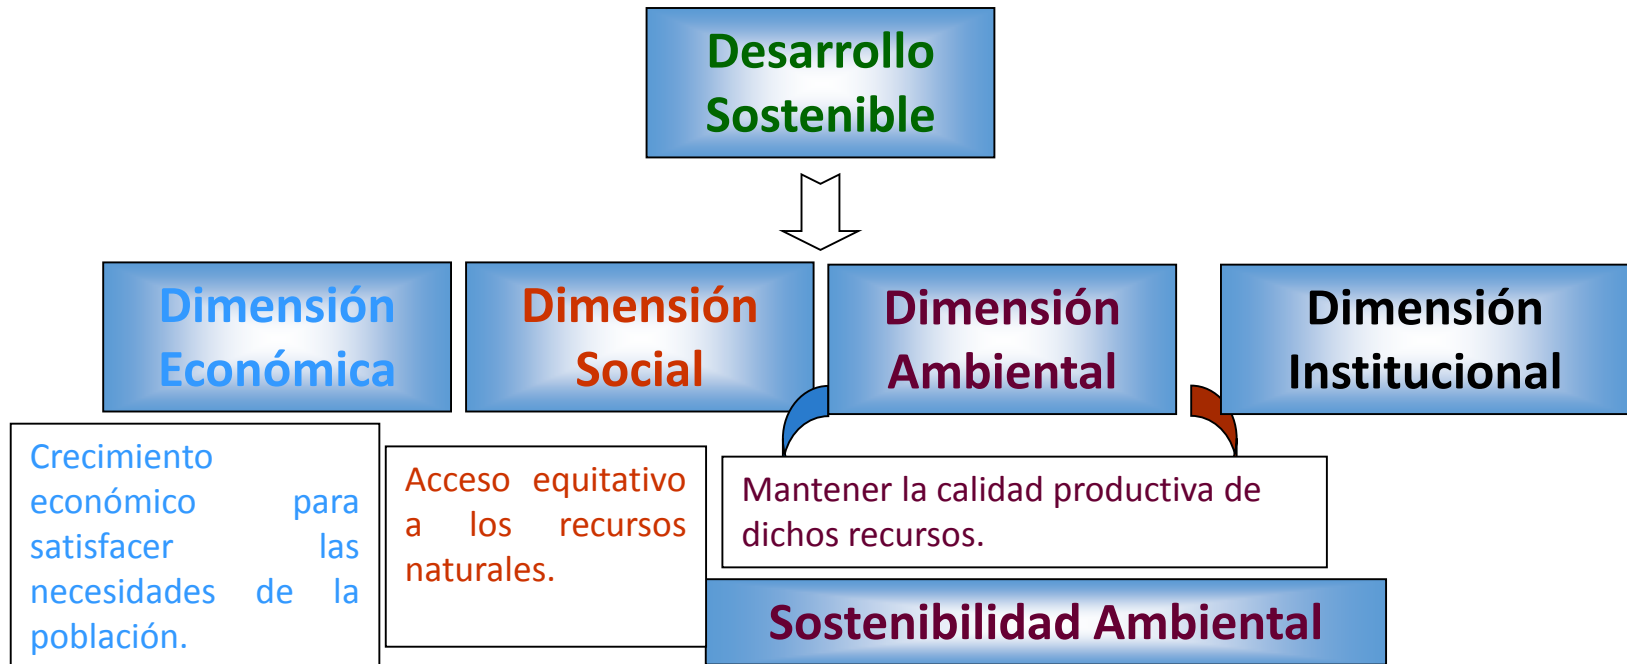 Desarrollo
Sostenible
Dimensión
Económica
Dimensión
Social
Dimensión
Ambiental
Dimensión
Institucional
Crecimiento
económico para
satisfacer las
necesidades de la
población.
Acceso equitativo
a los recursos
naturales.
Mantener la calidad productiva de
dichos recursos.
Sostenibilidad Ambiental